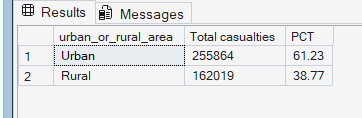 Results Messages
urban_or_rural_area Total casualties PCT
1 Urban 255864 61.23
2 Rural 162019 38.77